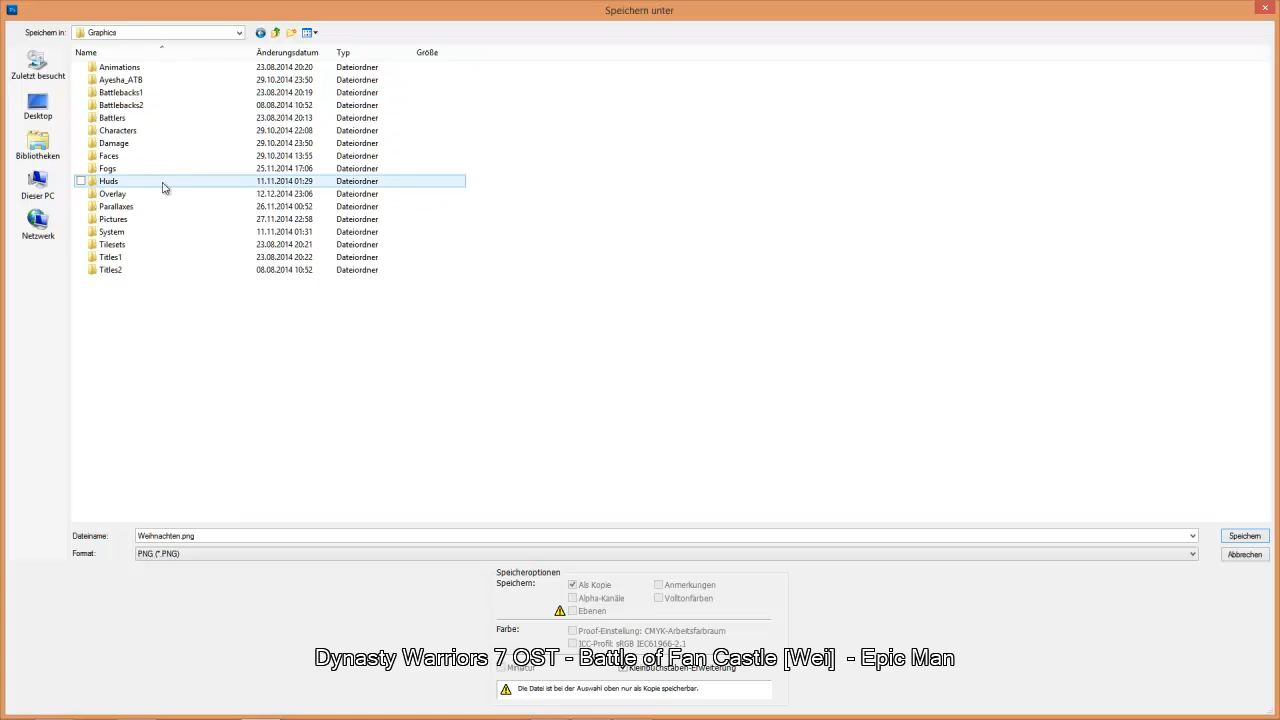 Speichern unter
Speichern in: Graphics
Name Änderungsdatum Typ Größe
Zuletzt besucht
Desktop
Bibliotheken
Dieser PC
Netzwerk
Animations 23.08.2014 20:20 Dateiordner
Ayesha_ATB 29.10.2014 23:50 Dateiordner
Battlebacks1 23.08.2014 20:19 Dateiordner
Battlebacks2 08.08.2014 10:52 Dateiordner
Battlers 23.08.2014 20:13 Dateiordner
Characters 29.10.2014 22:08 Dateiordner
Damage 29.10.2014 23:50 Dateiordner
Faces 29.10.2014 13:55 Dateiordner
Fogs 25.11.2014 17:06 Dateiordner
Huds 11.11.2014 01:29 Dateiordner
Overlay 12.12.2014 23:06 Dateiordner
Parallaxes 26.11.2014 00:52 Dateiordner
Pictures 27.11.2014 22:58 Dateiordner
System 11.11.2014 01:31 Dateiordner
Tilesets 23.08.2014 20:21 Dateiordner
Titles1 23.08.2014 20:22 Dateiordner
Titles2 08.08.2014 10:52 Dateiordner
Dateiname: Weihnachten.png Speichern
Format: PNG (*.PNG) Abbrechen
Speicheroptionen
Speichern: Als Kopie Anmerkungen
Alpha-Kanäle Volltonfarben
Ebenen
Farbe: Proof-Einstellung: CMYK-Arbeitsfarbraum
ICC-Profil: sRGB IEC61966-2.1
Dynasty Warriors 7 OST - Battle of Fan Castle [Wei] - Epic Man
Miniatur Kleinbuchstaben-Erweiterung
Die Datei ist bei der Auswahl oben nur als Kopie speicherbar.